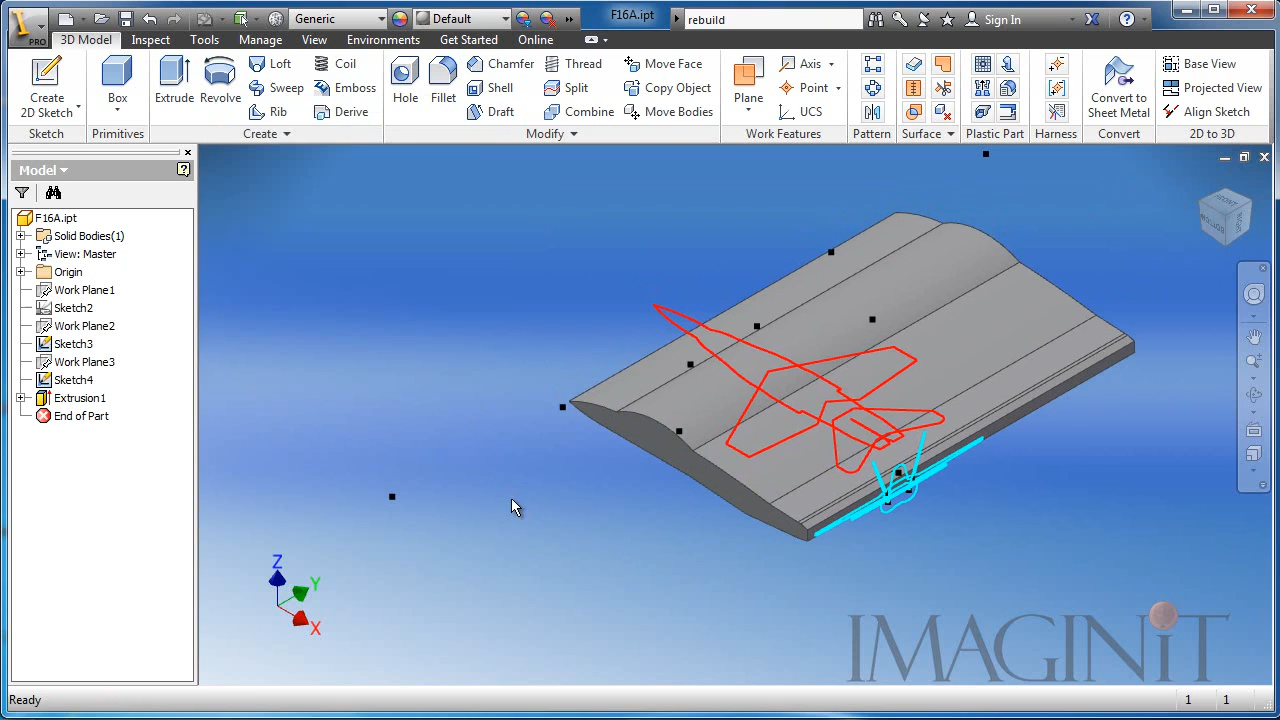 PRO
Generic
Default
F16A.ipt
rebuild
Sign In
3D Model Inspect Tools Manage View Environments Get Started Online
Create
2D Sketch
Box
Extrude
Revolve
Loft
Sweep
Rib
Coil
Emboss
Derive
Hole
Fillet
Chamfer
Shell
Draft
Thread
Split
Combine
Move Face
Copy Object
Move Bodies
Plane
Axis
Point
UCS
Convert to
Sheet Metal
Base View
Projected View
Align Sketch
Sketch Primitives Create Modify Work Features Pattern Surface Plastic Part Harness Convert 2D to 3D
Model
F16A.ipt
Solid Bodies(1)
View: Master
Origin
Work Plane1
Sketch2
Work Plane2
Sketch3
Work Plane3
Sketch4
Extrusion1
End of Part
Z
Y
X
IMAGINiT
Ready
1 1